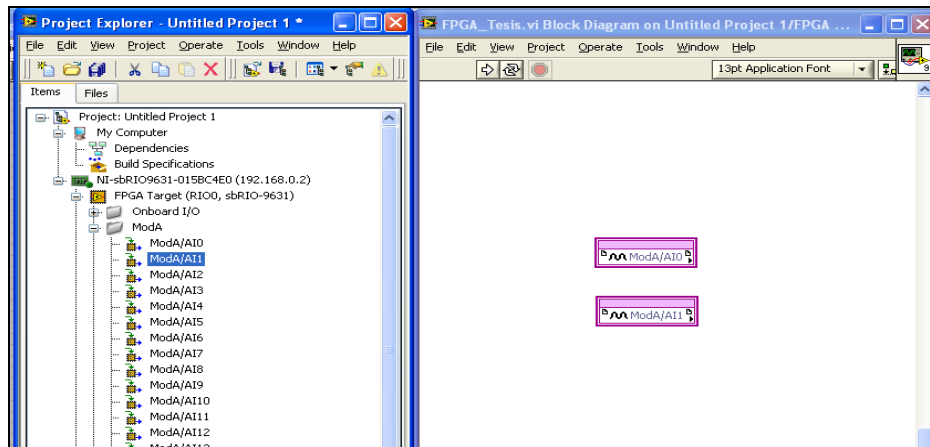 Project Explorer - Untitled Project 1 *
File Edit View Project Operate Tools Window Help
Items Files
Project: Untitled Project 1
My Computer
Dependencies
Build Specifications
NI-sbRIO9631-015BC4E0 (192.168.0.2)
FPGA Target (RIO0, sbRIO-9631)
Onboard I/O
ModA
ModA/AI0
ModA/AI1
ModA/AI2
ModA/AI3
ModA/AI4
ModA/AI5
ModA/AI6
ModA/AI7
ModA/AI8
ModA/AI9
ModA/AI10
ModA/AI11
ModA/AI12
ModA/AI13
FPGA_Tesis.vi Block Diagram on Untitled Project 1/FPGA ...
File Edit View Project Operate Tools Window Help
13pt Application Font
9
ModA/AI0
ModA/AI1